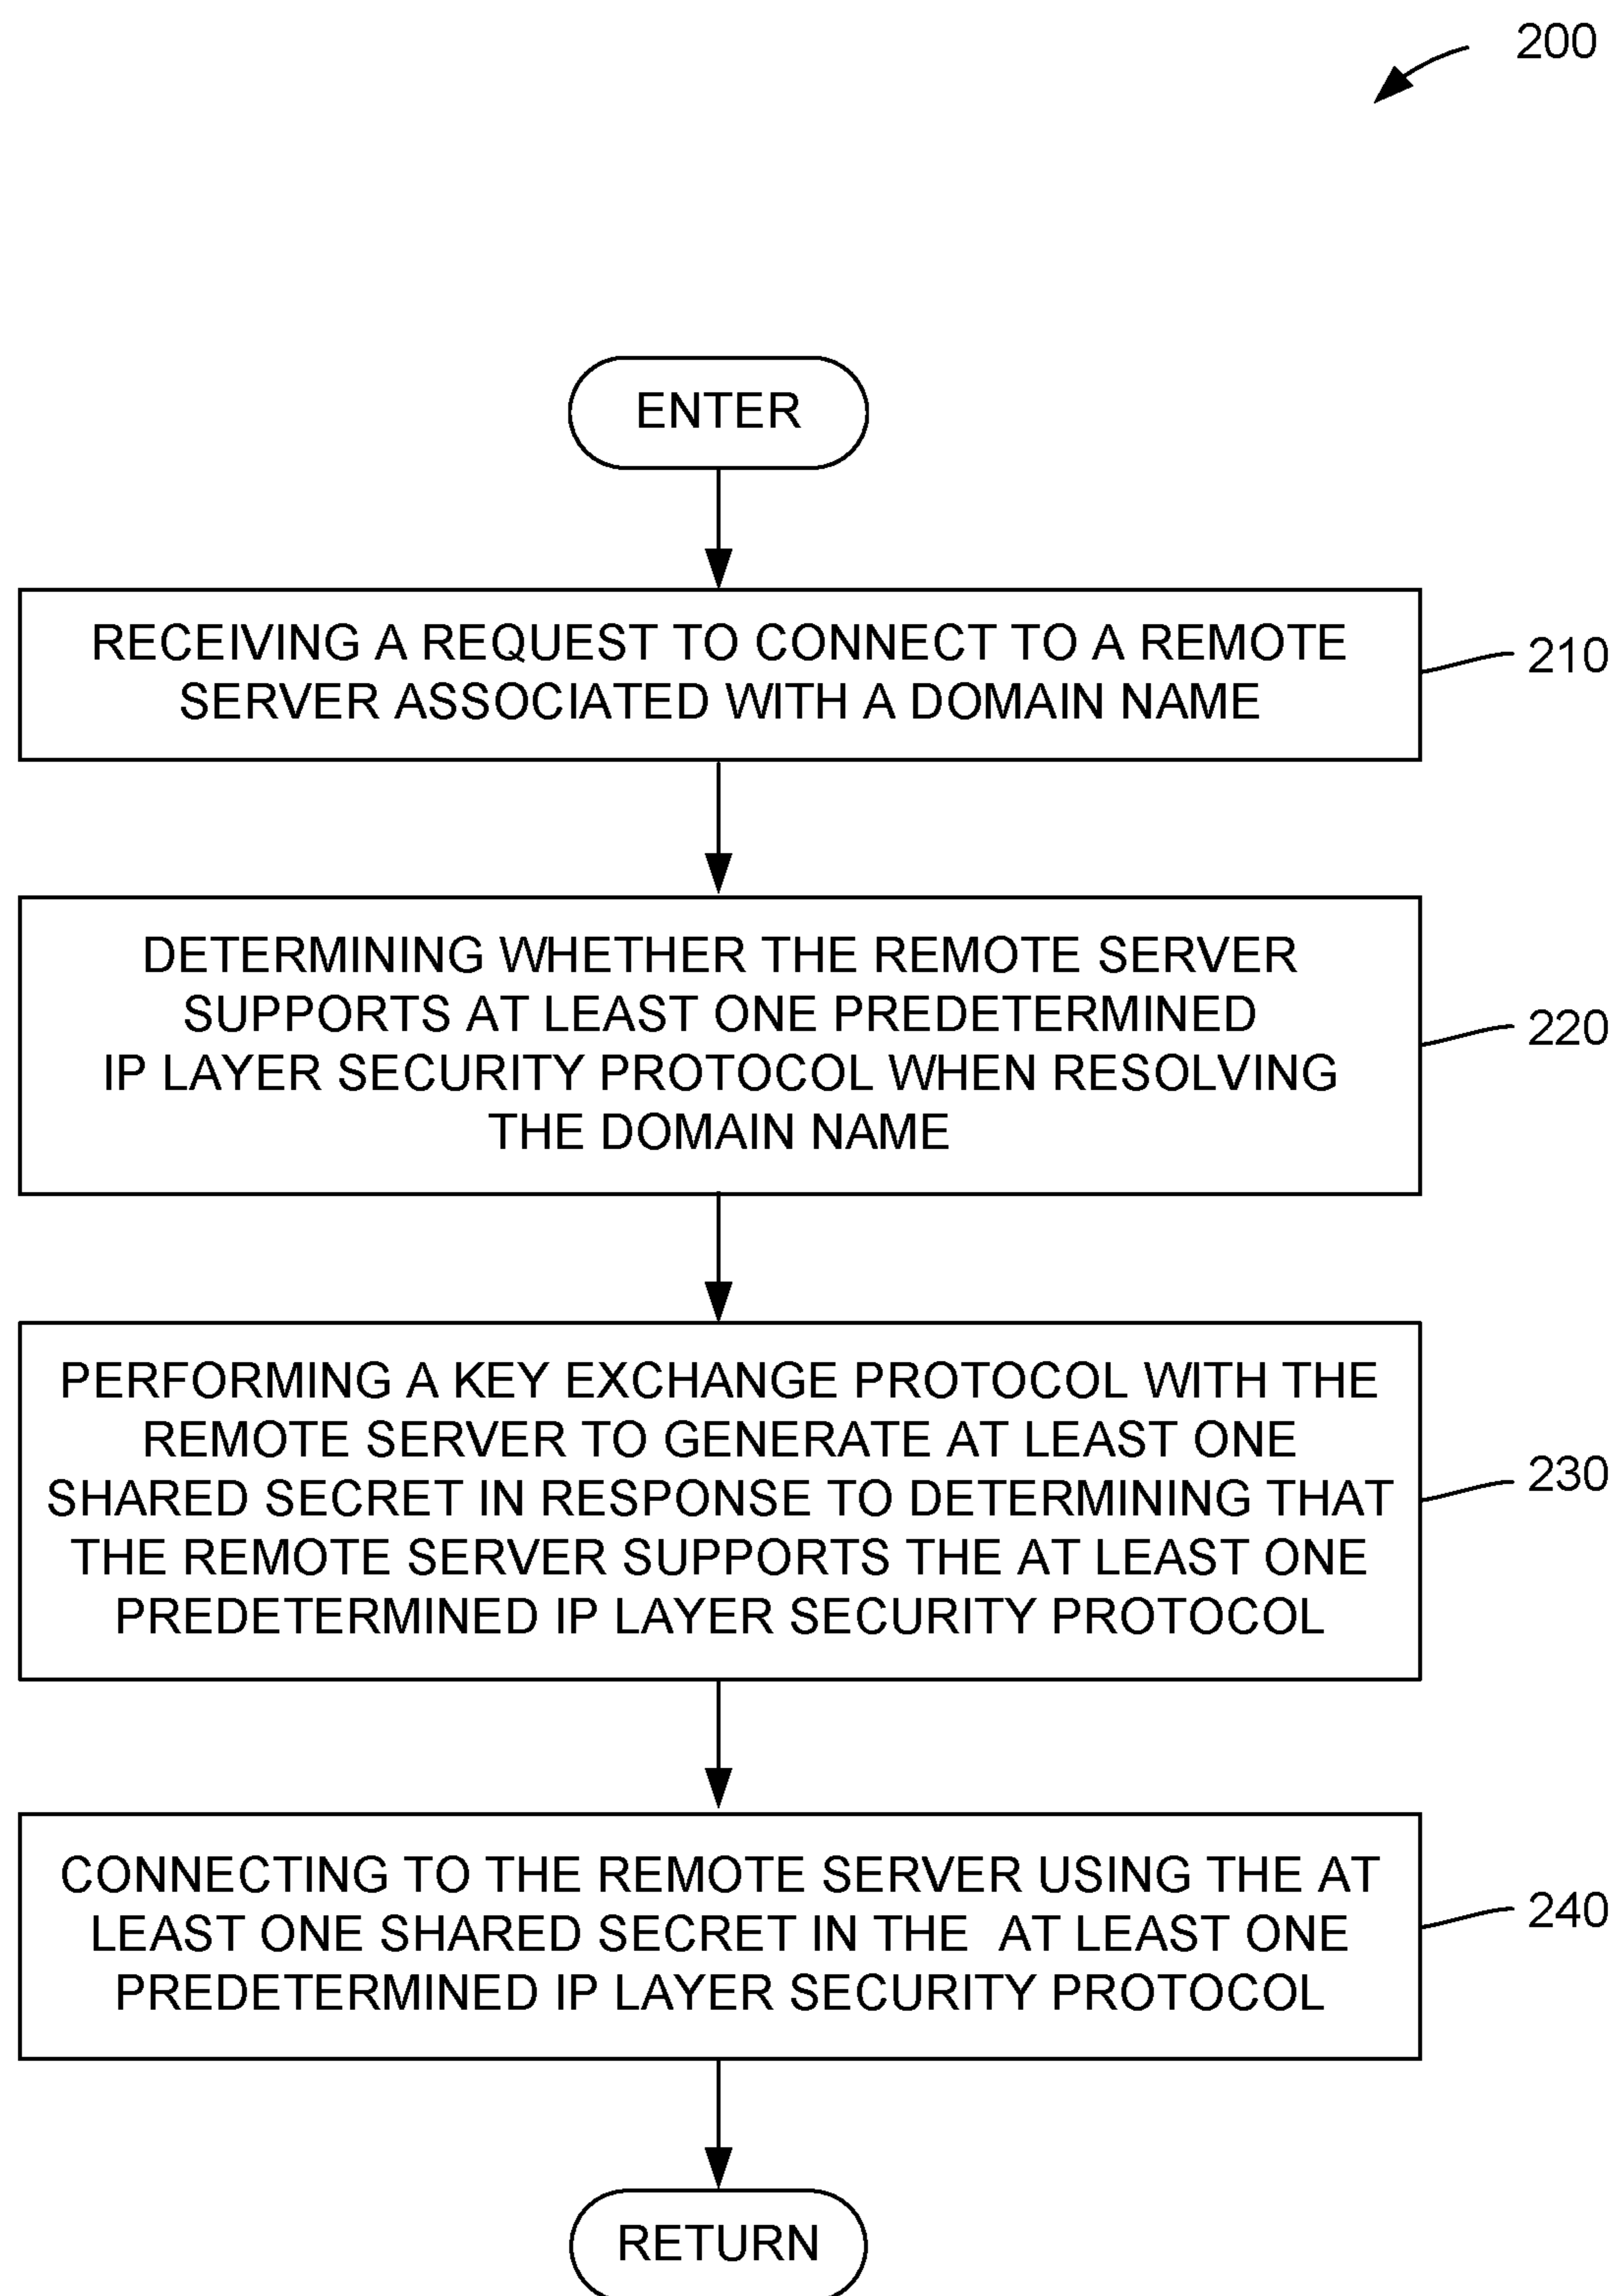 200
ENTER
RECEIVING A REQUEST TO CONNECT TO A REMOTE
SERVER ASSOCIATED WITH A DOMAIN NAME
210
DETERMINING WHETHER THE REMOTE SERVER
SUPPORTS AT LEAST ONE PREDETERMINED
IP LAYER SECURITY PROTOCOL WHEN RESOLVING
THE DOMAIN NAME
220
PERFORMING A KEY EXCHANGE PROTOCOL WITH THE
REMOTE SERVER TO GENERATE AT LEAST ONE
SHARED SECRET IN RESPONSE TO DETERMINING THAT
THE REMOTE SERVER SUPPORTS THE AT LEAST ONE
PREDETERMINED IP LAYER SECURITY PROTOCOL
230
CONNECTING TO THE REMOTE SERVER USING THE AT
LEAST ONE SHARED SECRET IN THE  AT LEAST ONE
PREDETERMINED IP LAYER SECURITY PROTOCOL
240
RETURN